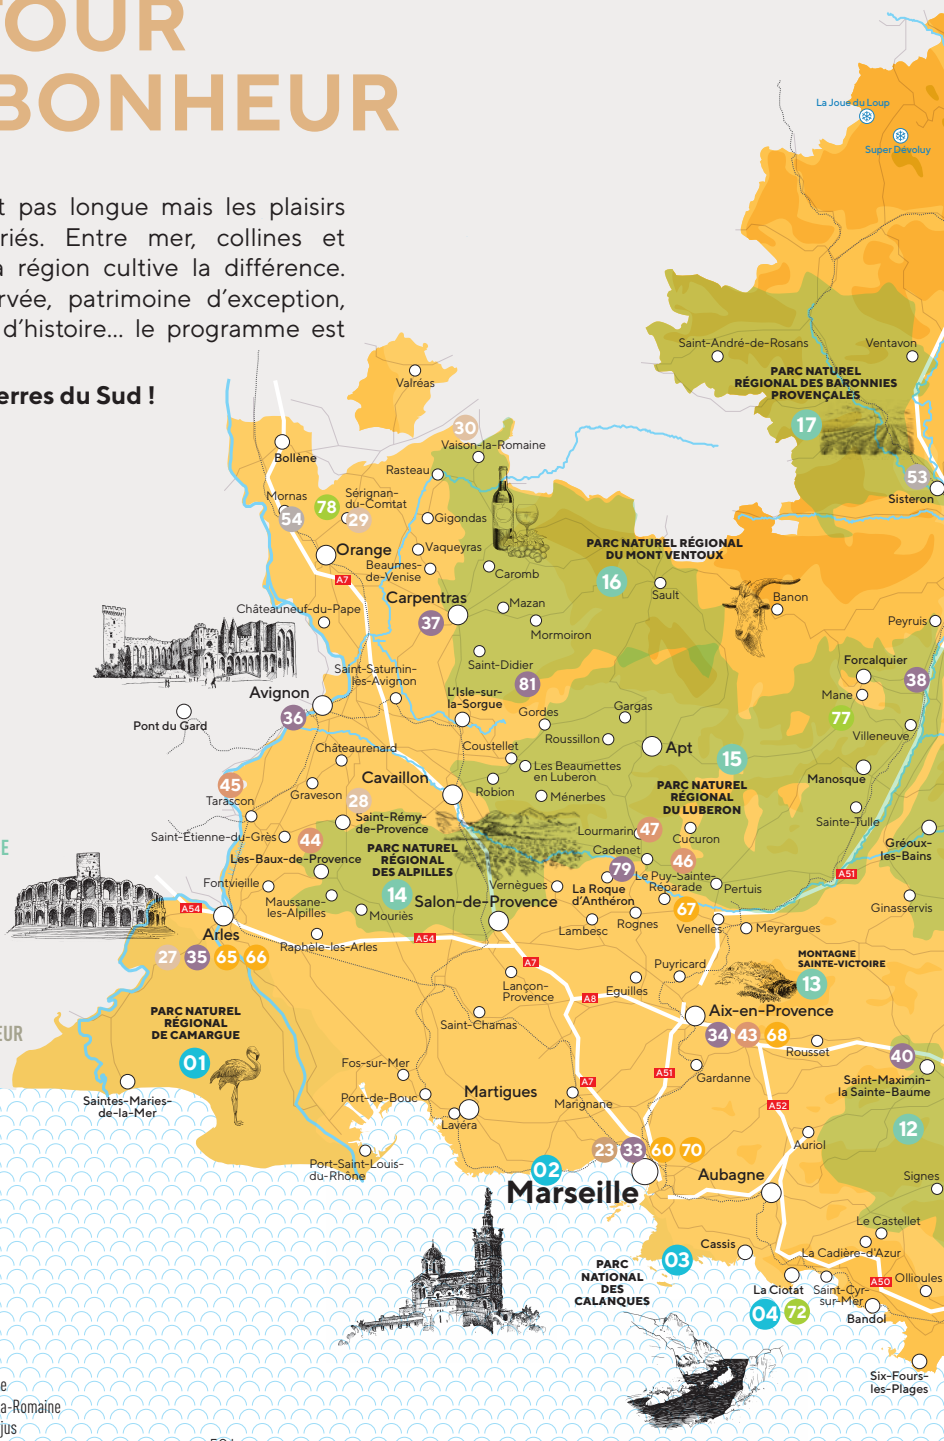 TOUR
BONHEUR
t pas longue mais les plaisirs
riés. Entre mer, collines et
a région cultive la différence.
rvée, patrimoine d'exception,
d'histoire... le programme est
erres du Sud !
La Joue du Loup
Super Dévoluy
Saint-André-de-Rosans
Ventavon
PARC NATUREL
RÉGIONAL DES BARONNIES
PROVENÇALES
17
53
Sisteron
Valréas
30
Vaison-la-Romaine
Bollène
Rasteau
Mornas
54
78
Sérignan-
du-Comtat
29
Gigondas
Orange
Vaqueyras
Beaumes-
de-Venise
A7
Caromb
PARC NATUREL RÉGIONAL
DU MONT VENTOUX
16
Sault
Banon
Carpentras
37
Mazan
Mormoiron
Châteauneuf-du-Pape
Peyruis
Saint-Didier
81
Saint-Saturnin-
lès-Avignon
Forcalquier
38
Mane
77
Villeneuve
Avignon
36
L'Isle-sur-
la-Sorgue
Gordes
Gargas
Pont du Gard
Roussillon
Apt
15
Châteaurenard
Coustellet
Les Beaumettes
en Luberon
Cavaillon
Robion
Ménerbes
PARC NATUREL
RÉGIONAL
DU LUBERON
Manosque
45
Tarascon
Graveson
28
Sainte-Tulle
Saint-Rémy-
de-Provence
Lourmarin
47
Cucuron
Gréoux-
les-Bains
Saint-Etienne-du-Grès
44
Les-Baux-de-Provence
PARC NATUREL
RÉGIONAL
DES ALPILLES
14
Cadenet
46
79
Le Puy-Sainte-
Réparade
Pertuis
A51
E
Fontvieille
Vernègues
La Roque
d'Anthéron
67
Ginasservis
Maussane-
les-Alpilles
Mouriès
Salon-de-Provence
Lambesc
Rognes
Venelles
Meyrargues
A54
Arles
27
35
65
66
Raphèle-les-Arles
A54
A7
Puyricard
MONTAGNE
SAINTE-VICTOIRE
13
Lançon-
Provence
Eguilles
A8
Aix-en-Provence
34
43
68
Rousset
PARC NATUREL
RÉGIONAL
DE CAMARGUE
01
EUR
Saint-Chamas
40
Fos-sur-Mer
A51
Gardanne
Saint-Maximin-
la Sainte-Baume
Saintes-Maries-
de-la-Mer
Port-de-Bouc
Martigues
A7
Marignane
A52
12
Lavéra
Auriol
Port-Saint-Louis-
du-Rhône
23
33
60
70
02
Marseille
Aubagne
Signes
Le Castellet
La Cadière-d'Azur
Cassis
03
PARC
NATIONAL
DES
CALANQUES
La Ciotat
04
72
Saint-Cyr-
sur-Mer
A50
Ollioules
Bandol
Six-Fours-
les-Plages
e
a-Romaine
jus